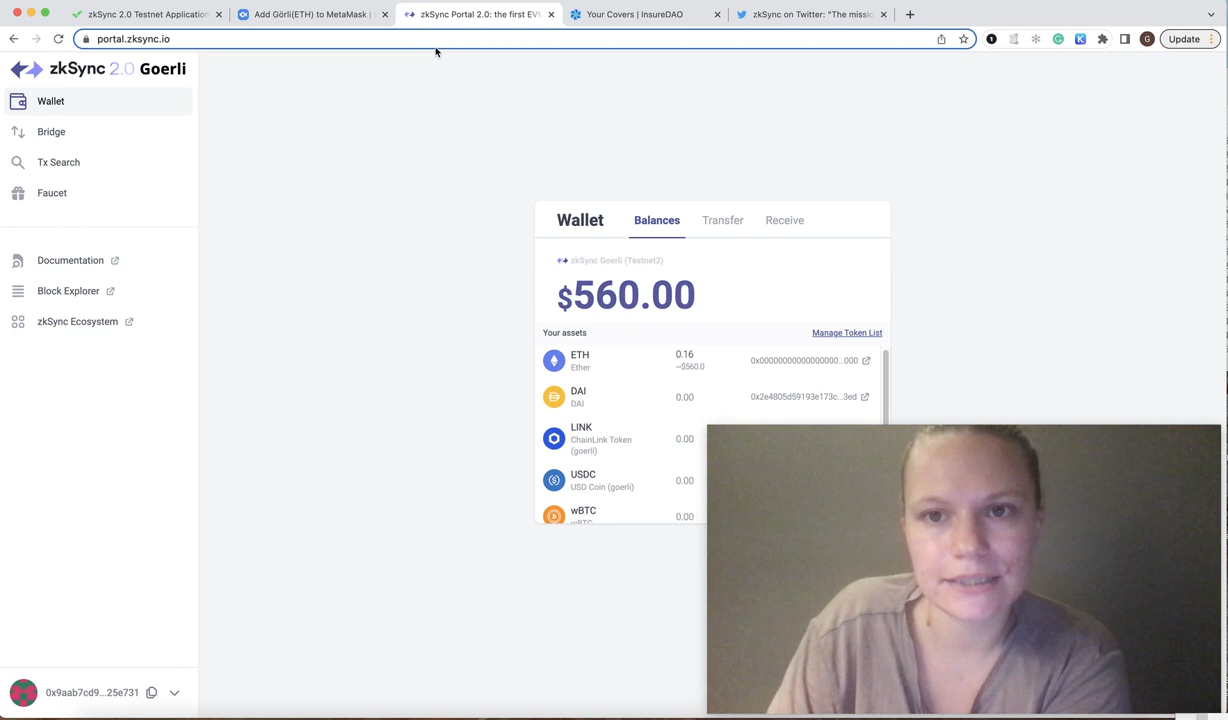 zkSync 2.0 Testnet Application
Add Görli(ETH) to MetaMask |
zkSync Portal 2.0: the first EVM
Your Covers | InsureDAO
zkSync on Twitter: "The missio
portal.zksync.io
G
Update
zkSync 2.0 Goerli
Wallet
Bridge
Tx Search
Faucet
Documentation
Block Explorer
zkSync Ecosystem
Wallet
Balances
Transfer
Receive
zkSync Goerli (Testnet2)
$560.00
Your assets
Manage Token List
ETH
Ether
0.16
~$560.0
0x00000000000000000...000
DAI
DAI
0.00
0x2e4805d59193e173c...3ed
LINK
ChainLink Token
(goerli)
0.00
USDC
USD Coin (goerli)
0.00
wBTC
wBTC
0.00
0x9aab7cd9...25e731